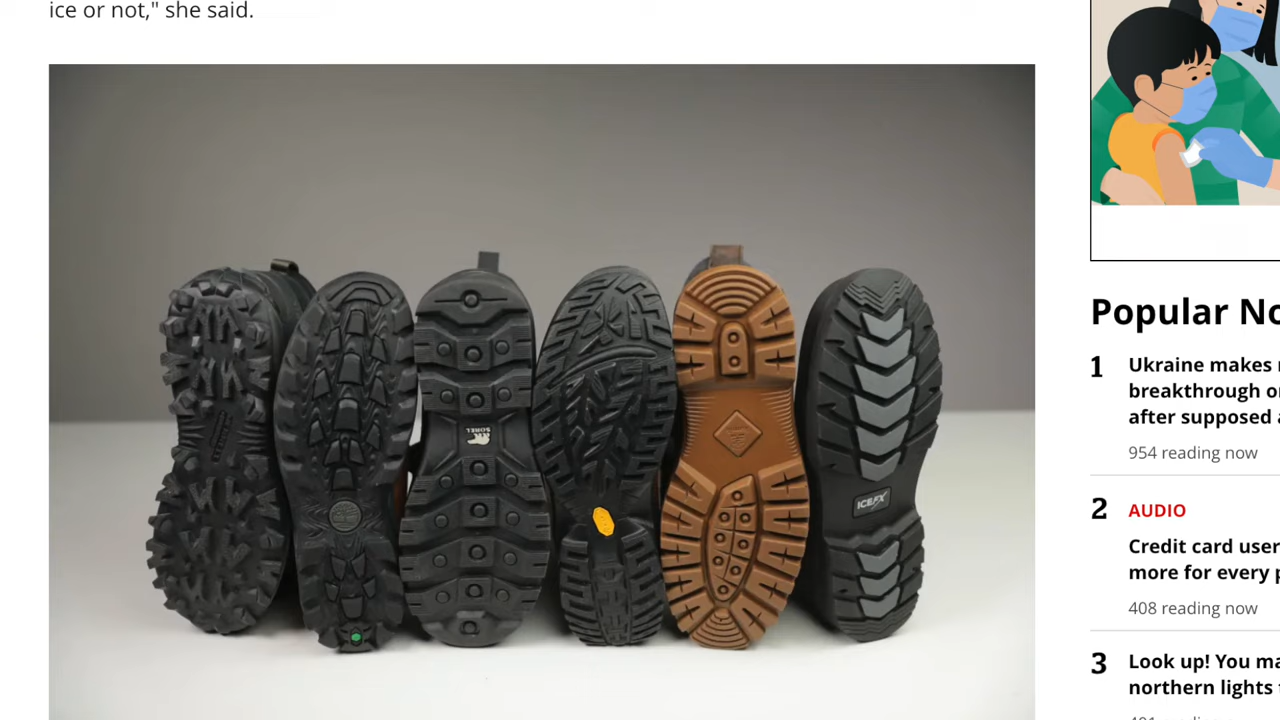 ice or not," she said.
SOREL
ICEFX
Popular No
1
Ukraine makes
breakthrough o
after supposed
954 reading now
2
AUDIO
Credit card user
more for every
408 reading now
3
Look up! You ma
northern lights